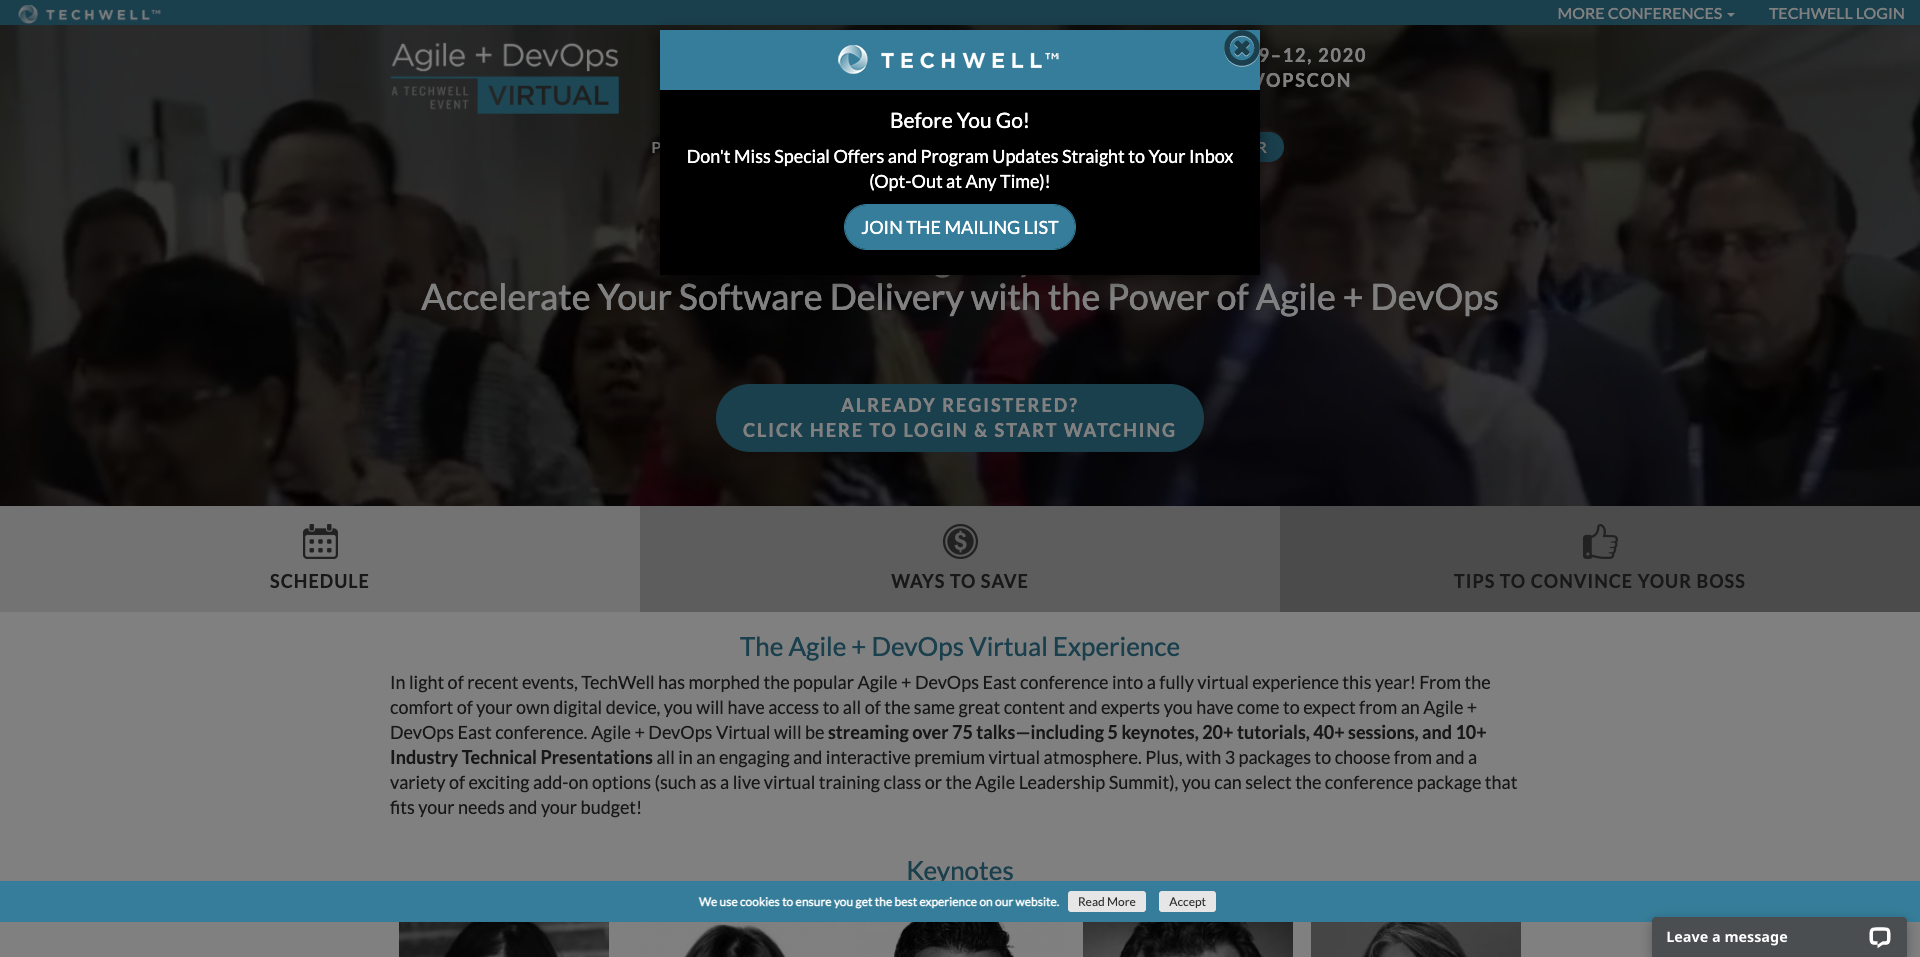 TECHWELL™
MORE CONFERENCES
TECHWELL LOGIN
Agile + DevOps
A TECHWELL
EVENT
VIRTUAL
9–12, 2020
TECHWELL™
Before You Go!
Don't Miss Special Offers and Program Updates Straight to Your Inbox
(Opt-Out at Any Time)!
JOIN THE MAILING LIST
Accelerate Your Software Delivery with the Power of Agile + DevOps
ALREADY REGISTERED?
CLICK HERE TO LOGIN & START WATCHING
SCHEDULE
WAYS TO SAVE
TIPS TO CONVINCE YOUR BOSS
The Agile + DevOps Virtual Experience
In light of recent events, TechWell has morphed the popular Agile + DevOps East conference into a fully virtual experience this year! From the
comfort of your own digital device, you will have access to all of the same great content and experts you have come to expect from an Agile +
DevOps East conference. Agile + DevOps Virtual will be streaming over 75 talks—including 5 keynotes, 20+ tutorials, 40+ sessions, and 10+
Industry Technical Presentations all in an engaging and interactive premium virtual atmosphere. Plus, with 3 packages to choose from and a
variety of exciting add-on options (such as a live virtual training class or the Agile Leadership Summit), you can select the conference package that
fits your needs and your budget!
Keynotes
We use cookies to ensure you get the best experience on our website.
Read More
Accept
Leave a message